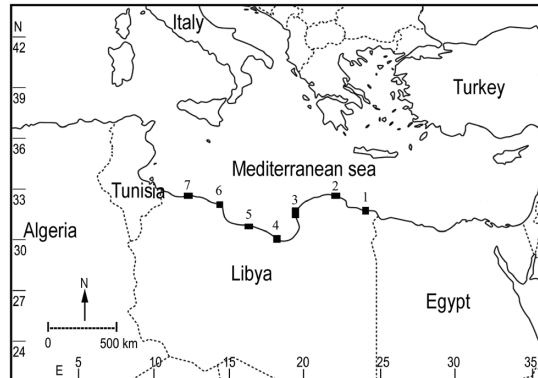 N
Italy
42
Turkey
39
36
Mediterranean sea
33
Tunisia
7
6
5
4
3
2
1
Algeria
30
Libya
27
Egypt
N
24
0 500 km
E
5 10 15 20 25 30 35